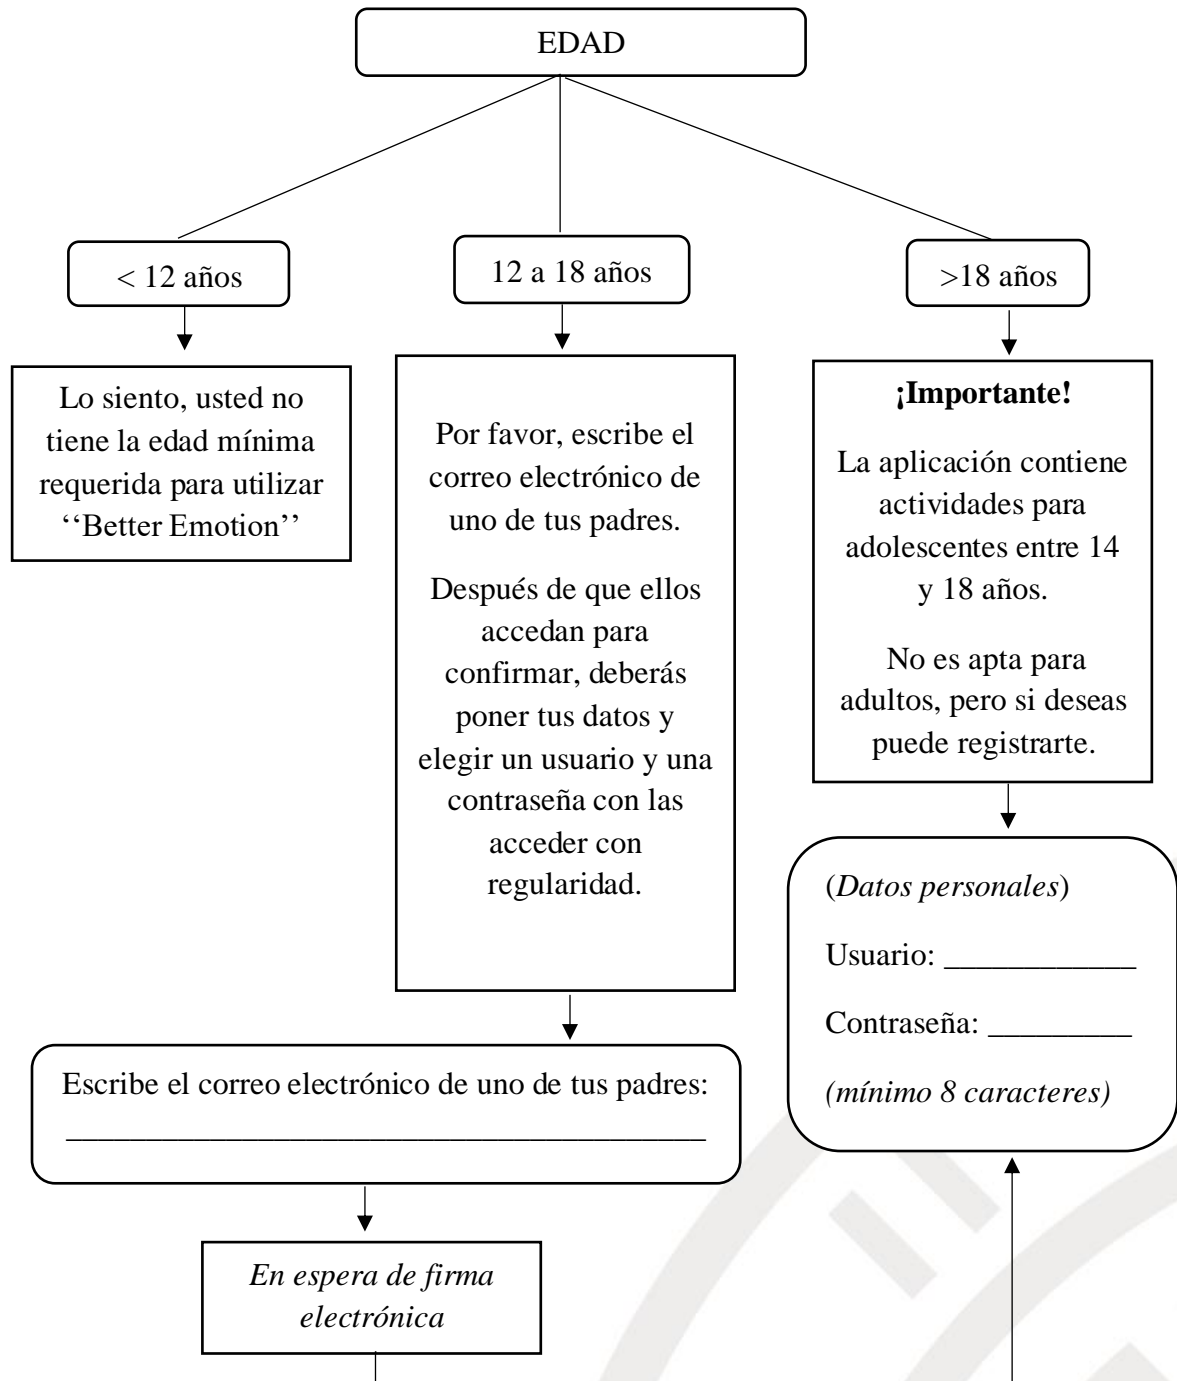 EDAD
< 12 años
12 a 18 años
>18 años
Lo siento, usted no
tiene la edad mínima
requerida para utilizar
‘‘Better Emotion’’
Por favor, escribe el
correo electrónico de
uno de tus padres.
Después de que ellos
accedan para
confirmar, deberás
poner tus datos y
elegir un usuario y una
contraseña con las
acceder con
regularidad.
¡Importante!
La aplicación contiene
actividades para
adolescentes entre 14
y 18 años.
No es apta para
adultos, pero si deseas
puede registrarte.
(Datos personales)
Usuario: ____________
Contraseña: _________
(mínimo 8 caracteres)
Escribe el correo electrónico de uno de tus padres:
________________________________________
En espera de firma
electrónica